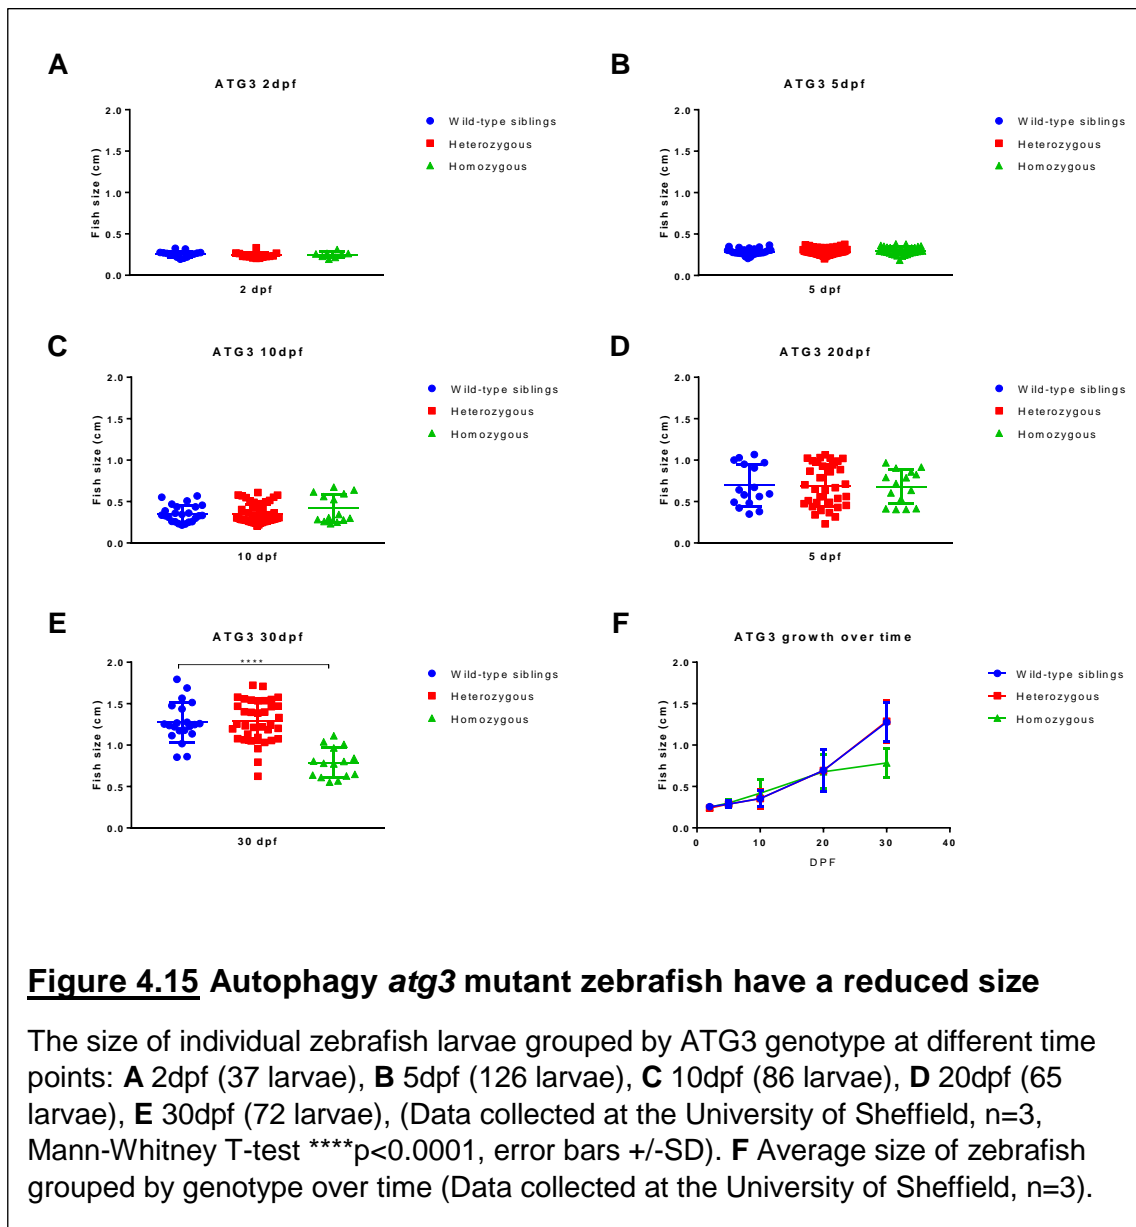 A
ATG3 2dpf
Fish size (cm)
2.0
1.5
1.0
0.5
0.0
2 dpf
Wild-type siblings
Heterozygous
Homozygous
B
ATG3 5dpf
Fish size (cm)
2.0
1.5
1.0
0.5
0.0
5 dpf
Wild-type siblings
Heterozygous
Homozygous
C
ATG3 10dpf
Fish size (cm)
2.0
1.5
1.0
0.5
0.0
10 dpf
Wild-type siblings
Heterozygous
Homozygous
D
ATG3 20dpf
Fish size (cm)
2.0
1.5
1.0
0.5
0.0
5 dpf
Wild-type siblings
Heterozygous
Homozygous
E
ATG3 30dpf
****
Fish size (cm)
2.0
1.5
1.0
0.5
0.0
30 dpf
Wild-type siblings
Heterozygous
Homozygous
F
ATG3 growth over time
Fish size (cm)
2.0
1.5
1.0
0.5
0.0
0 10 20 30 40
DPF
Wild-type siblings
Heterozygous
Homozygous
Figure 4.15 Autophagy atg3 mutant zebrafish have a reduced size
The size of individual zebrafish larvae grouped by ATG3 genotype at different time
points: A 2dpf (37 larvae), B 5dpf (126 larvae), C 10dpf (86 larvae), D 20dpf (65
larvae), E 30dpf (72 larvae), (Data collected at the University of Sheffield, n=3,
Mann-Whitney T-test ****p<0.0001, error bars +/-SD). F Average size of zebrafish
grouped by genotype over time (Data collected at the University of Sheffield, n=3).